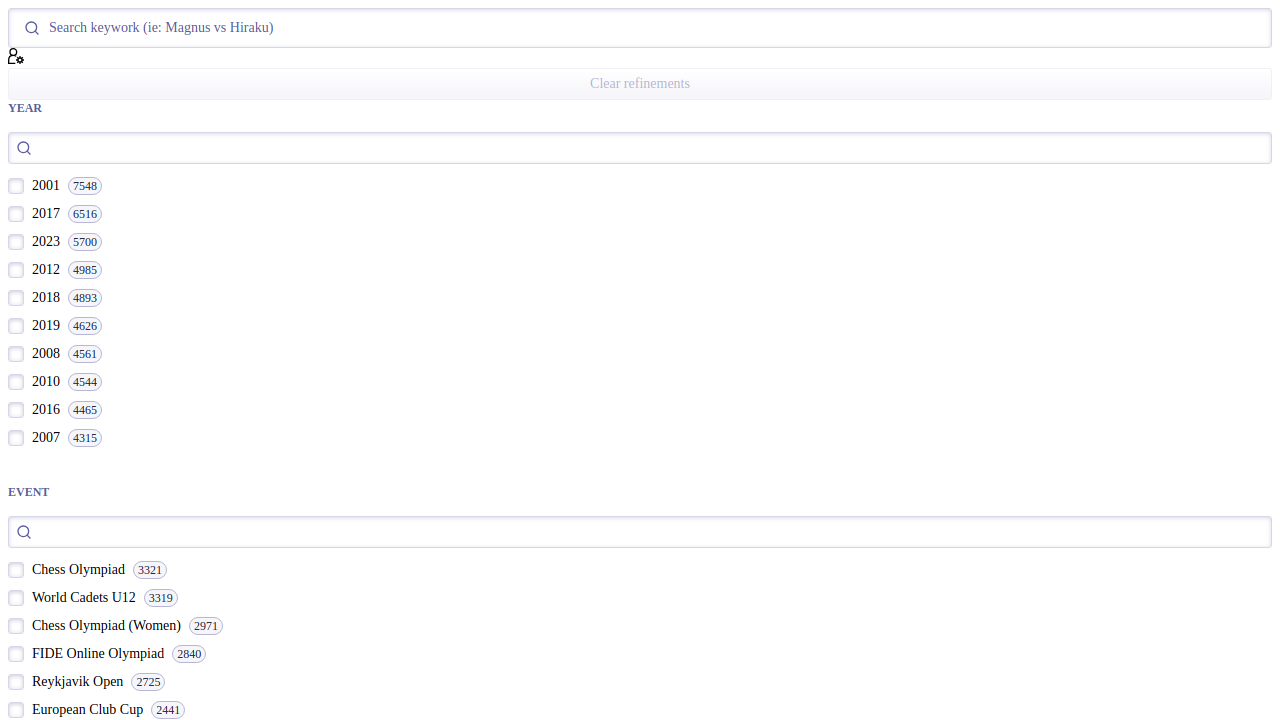 Search keywork (ie: Magnus vs Hiraku)
Clear refinements
YEAR
2001 7548
2017 6516
2023 5700
2012 4985
2018 4893
2019 4626
2008 4561
2010 4544
2016 4465
2007 4315
EVENT
Chess Olympiad 3321
World Cadets U12 3319
Chess Olympiad (Women) 2971
FIDE Online Olympiad 2840
Reykjavik Open 2725
European Club Cup 2441